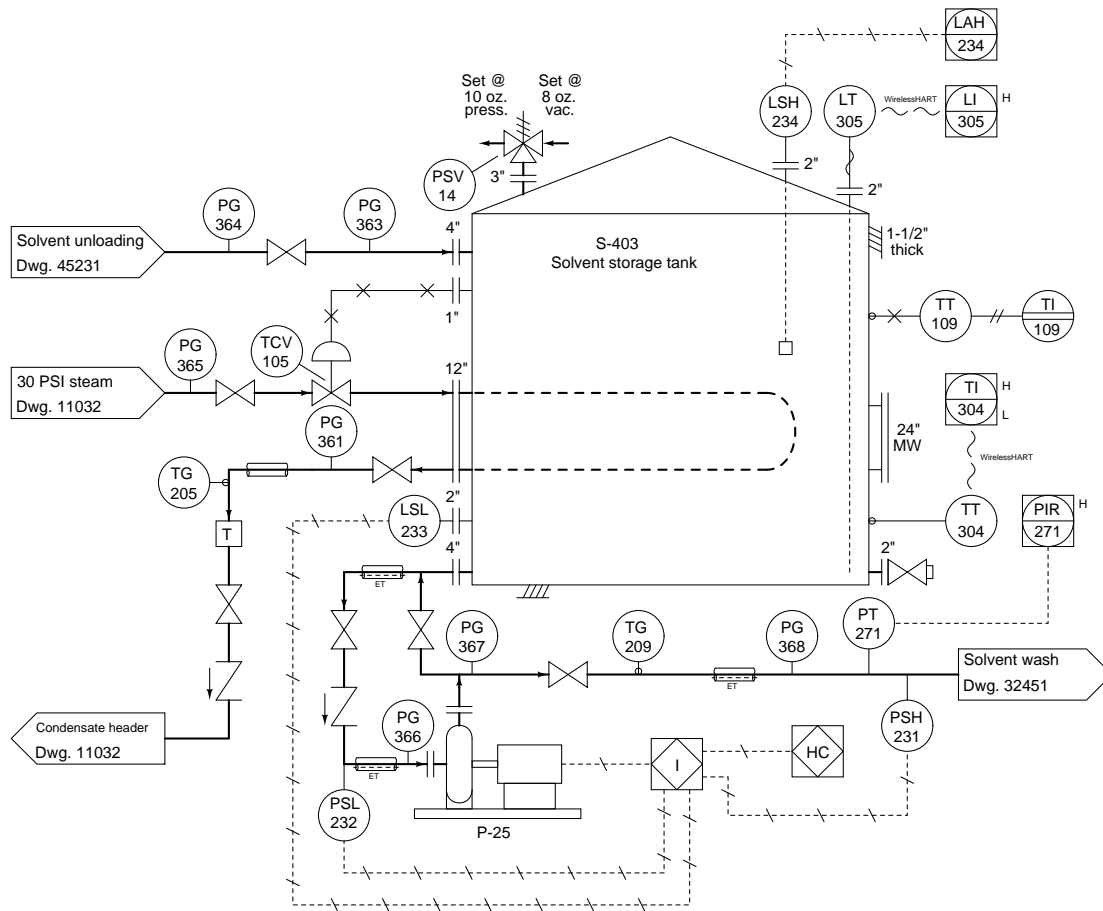 LAH
234
Set @
10 oz.
press.
Set @
8 oz.
vac.
LSH
234
LT
305
WirelessHART
LI
305
H
PSV
14
3"
2"
2"
PG
364
PG
363
4"
Solvent unloading
Dwg. 45231
S-403
Solvent storage tank
1-1/2"
thick
1"
TT
109
TI
109
PG
365
TCV
105
30 PSI steam
Dwg. 11032
12"
TI
304
H
L
PG
361
24"
MW
WirelessHART
TG
205
2"
LSL
233
TT
304
PIR
271
H
T
4"
2"
ET
PG
367
TG
209
PG
368
PT
271
ET
Solvent wash
Dwg. 32451
Condensate header
Dwg. 11032
PG
366
PSH
231
ET
I
HC
PSL
232
P-25